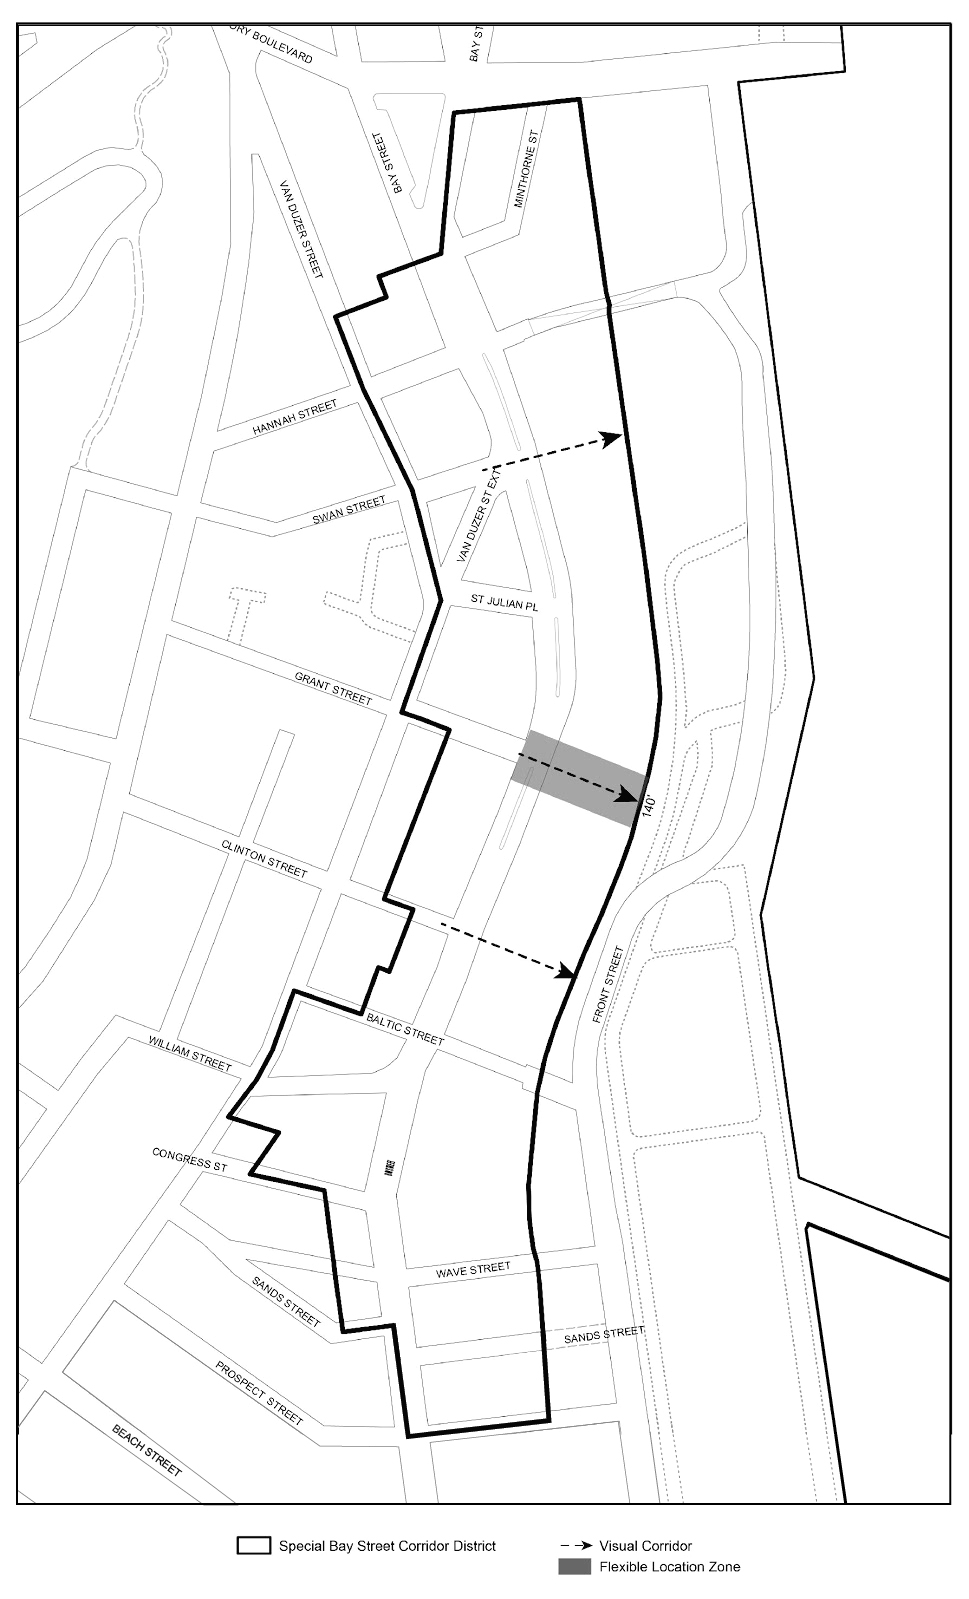 ORY BOULEVARD
BAY ST
BAY STREET
MINTHORNE ST
VAN DUZER STREET
HANNAH STREET
SWAN STREET
VAN DUZER ST EXT
ST JULIAN PL
GRANT STREET
140'
CLINTON STREET
FRONT STREET
BALTIC STREET
WILLIAM STREET
CONGRESS ST
WAVE STREET
SANDS STREET
SANDS STREET
PROSPECT STREET
BEACH STREET
Special Bay Street Corridor District
Visual Corridor
Flexible Location Zone